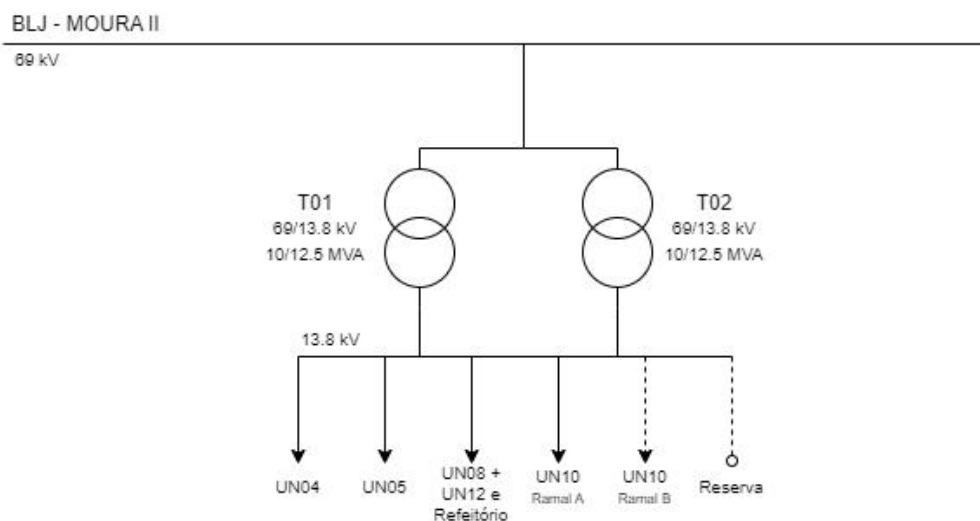 BLJ - MOURA II
69 kV
T01
69/13.8 kV
10/12.5 MVA
T02
69/13.8 kV
10/12.5 MVA
13.8 kV
UN04
UN05
UN08 +
UN12 e
Refeitório
UN10
Ramal A
UN10
Ramal B
Reserva